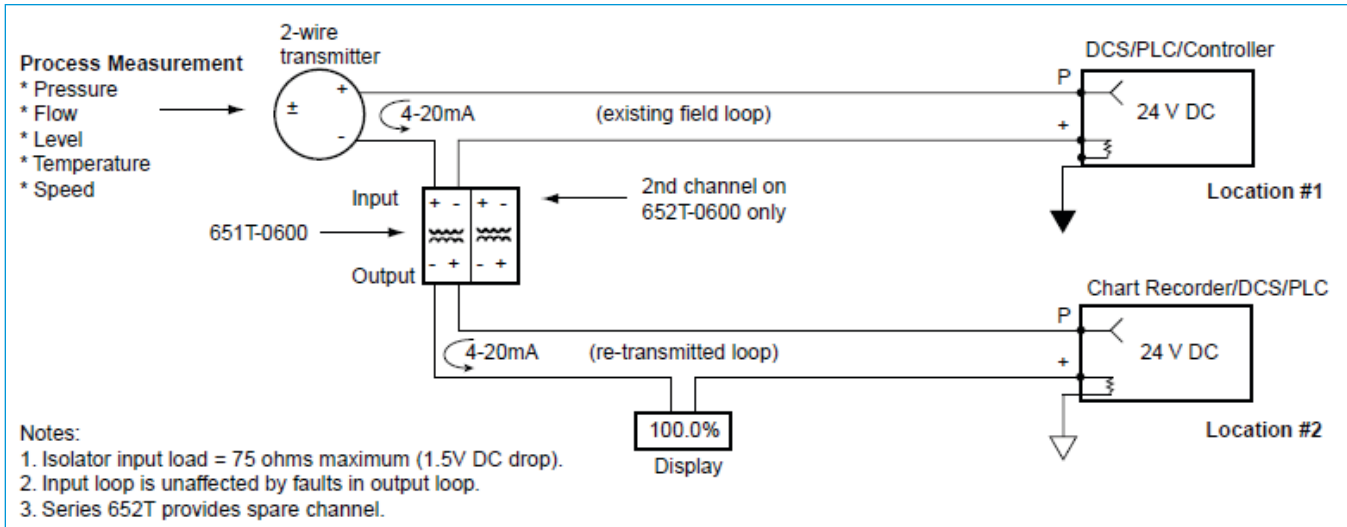 2-wire
transmitter
Process Measurement
* Pressure
* Flow
* Level
* Temperature
* Speed
±
+
-
4-20mA
(existing field loop)
DCS/PLC/Controller
P
+
24 V DC
Location #1
Input
+ - + -
2nd channel on
652T-0600 only
651T-0600
Output
- + - +
4-20mA
(re-transmitted loop)
Chart Recorder/DCS/PLC
P
+
24 V DC
Location #2
100.0%
Display
Notes:
1. Isolator input load = 75 ohms maximum (1.5V DC drop).
2. Input loop is unaffected by faults in output loop.
3. Series 652T provides spare channel.